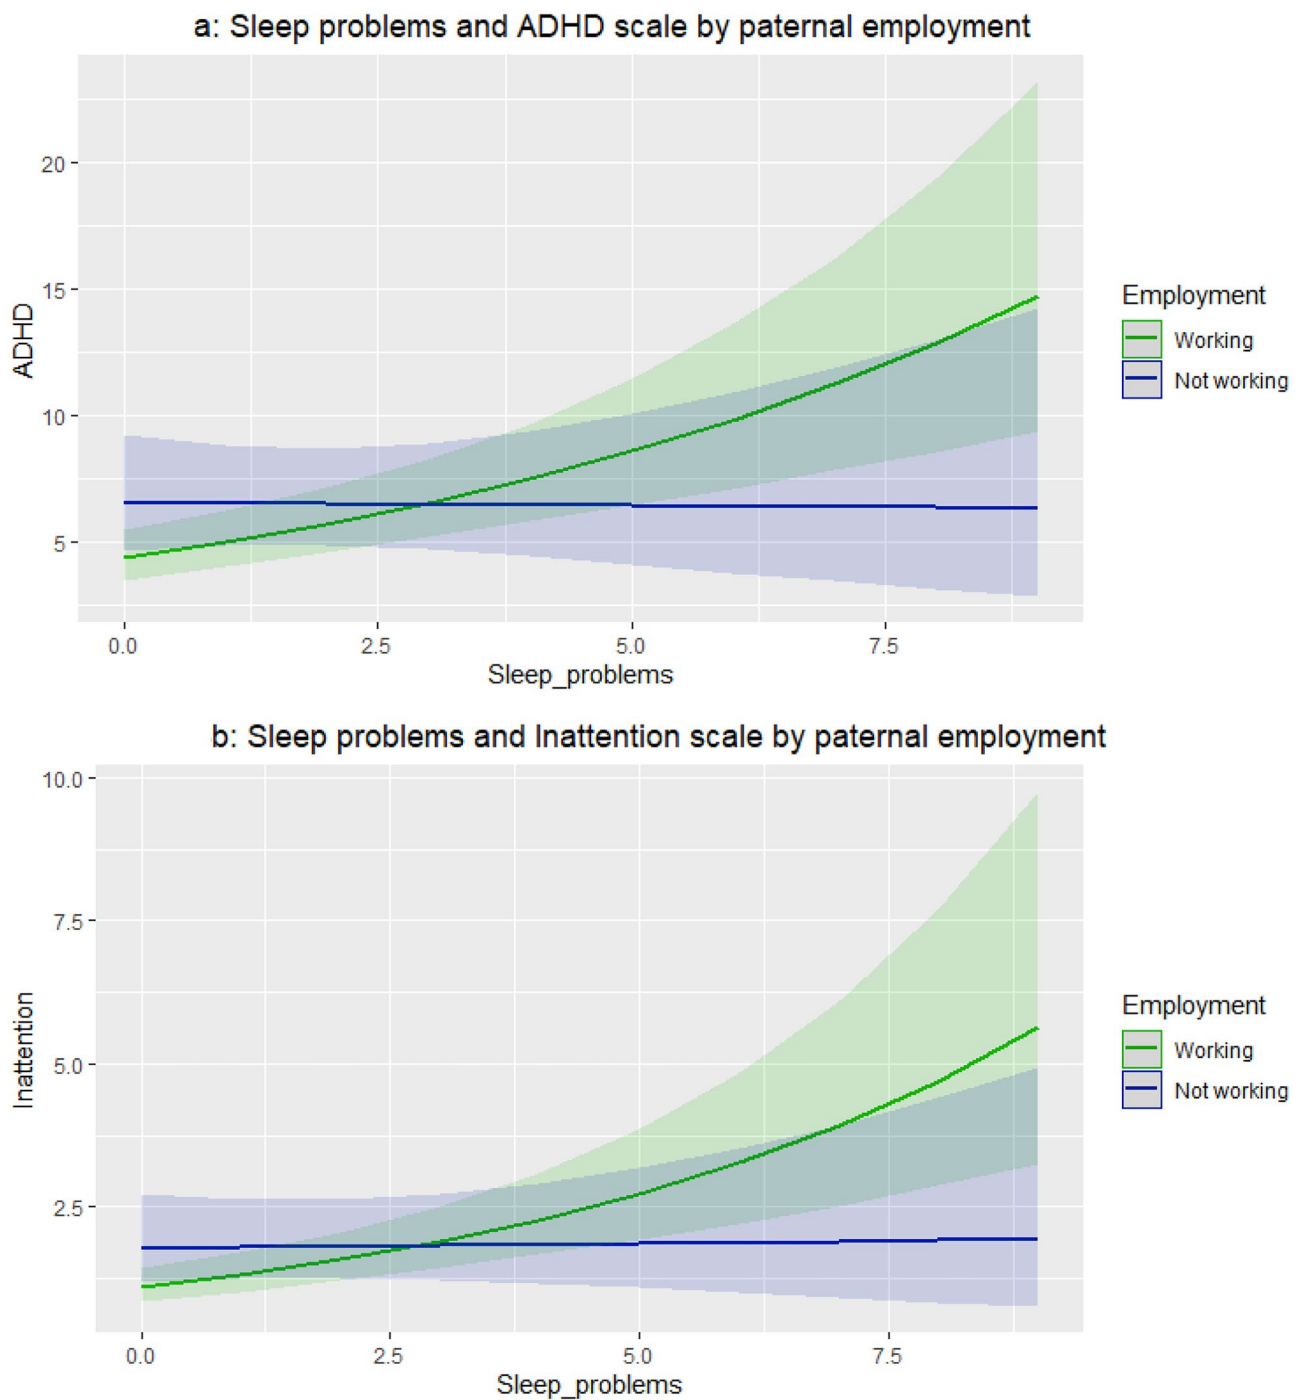 a: Sleep problems and ADHD scale by paternal employment
20
15
10
5
ADHD
0.0 2.5 5.0 7.5
Sleep_problems
Employment
Working
Not working
b: Sleep problems and Inattention scale by paternal employment
10.0
7.5
5.0
2.5
Inattention
0.0 2.5 5.0 7.5
Sleep_problems
Employment
Working
Not working